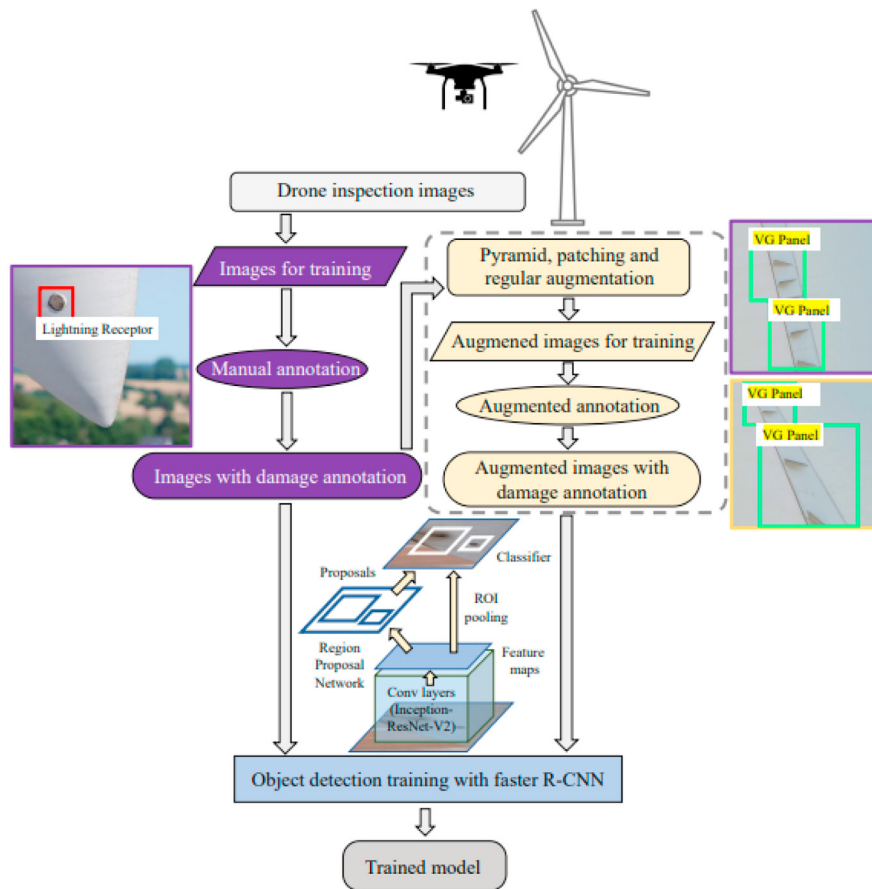 Drone inspection images
Images for training
Manual annotation
Images with damage annotation
Lightning Receptor
Pyramid, patching and
regular augmentation
Augmened images for training
Augmented annotation
Augmented images with
damage annotation
VG Panel
VG Panel
VG Panel
VG Panel
Proposals
Classifier
ROI
pooling
Region
Proposal
Network
Feature
maps
Conv layers
(Inception-
ResNet-V2)
Object detection training with faster R-CNN
Trained model